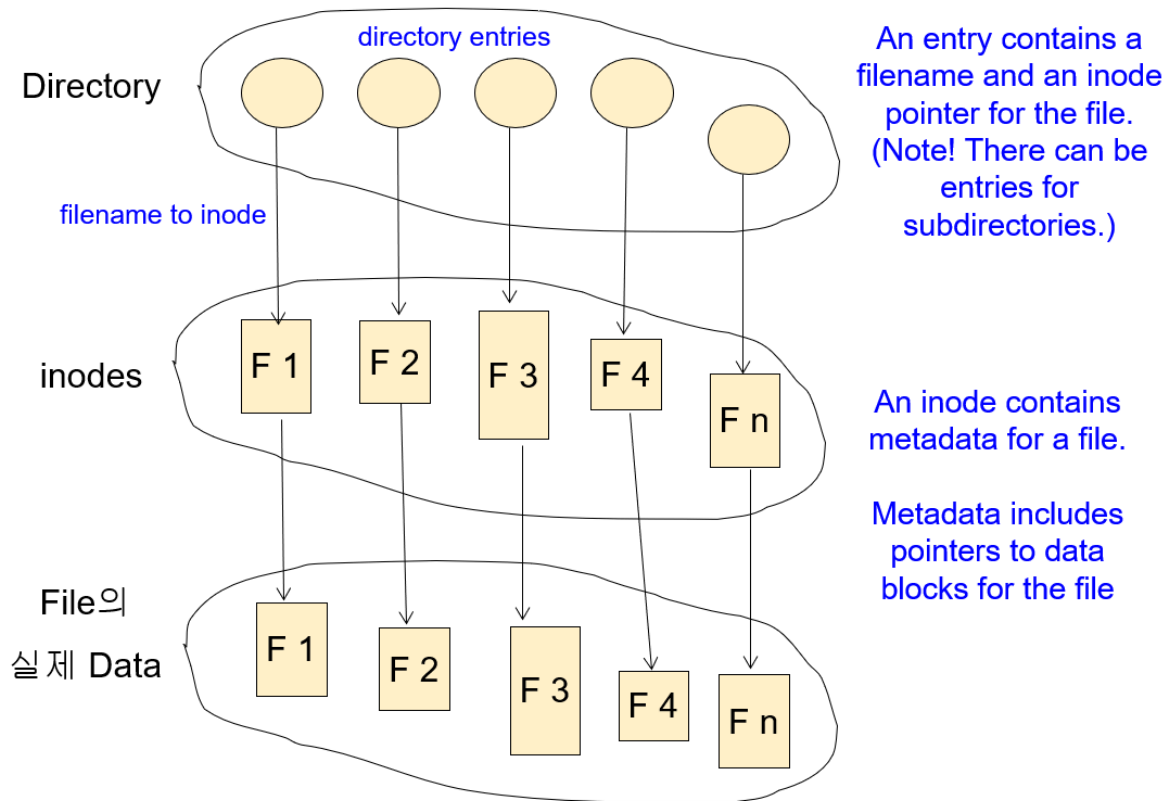 directory entries
Directory
An entry contains a
filename and an inode
pointer for the file.
(Note! There can be
entries for
subdirectories.)
filename to inode
inodes
F 1
F 2
F 3
F 4
F n
An inode contains
metadata for a file.
Metadata includes
pointers to data
blocks for the file
File의
실제 Data
F 1
F 2
F 3
F 4
F n